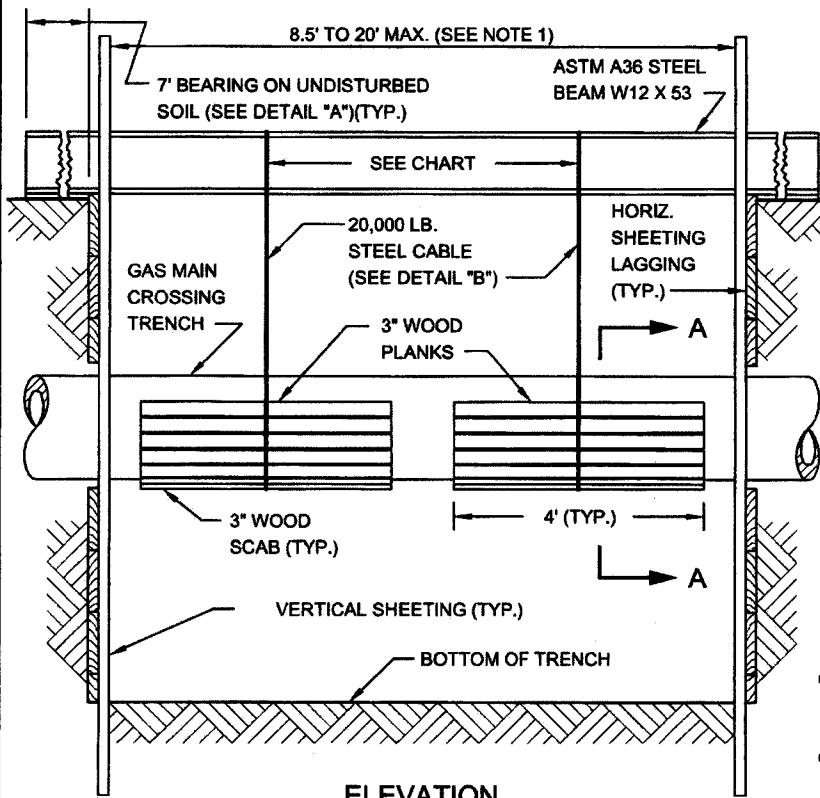 8.5' TO 20' MAX. (SEE NOTE 1)
7' BEARING ON UNDISTURBED
SOIL (SEE DETAIL "A")(TYP.)
ASTM A36 STEEL
BEAM W12 X 53
SEE CHART
20,000 LB.
STEEL CABLE
(SEE DETAIL "B")
HORIZ.
SHEETING
LAGGING
(TYP.)
GAS MAIN
CROSSING
TRENCH
3" WOOD
PLANKS
A
3" WOOD
SCAB (TYP.)
4' (TYP.)
A
VERTICAL SHEETING (TYP.)
BOTTOM OF TRENCH
ELEVATION